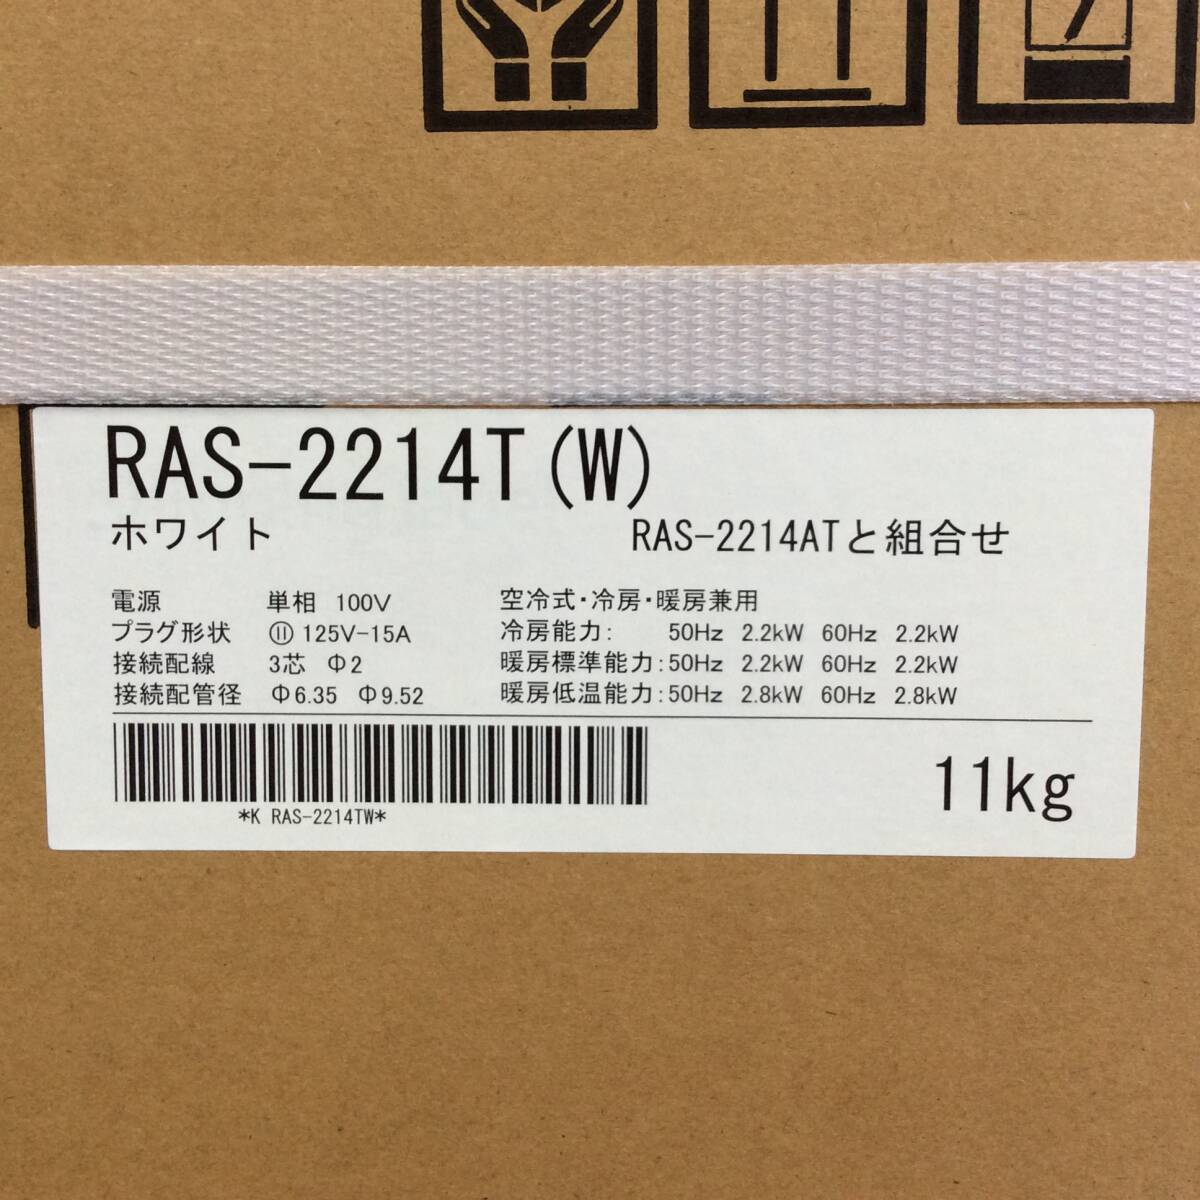 RAS-2214T(W)
ホワイト RAS-2214ATと組合せ
電源 単相 100V 空冷式・冷房・暖房兼用
プラグ形状 125V-15A 冷房能力: 50Hz 2.2kW 60Hz 2.2kW
接続配線 3芯 Φ2 暖房標準能力:50Hz 2.2kW 60Hz 2.2kW
接続配管径 Φ6.35 Φ9.52 暖房低温能力:50Hz 2.8kW 60Hz 2.8kW
*K RAS-2214TW* 11kg